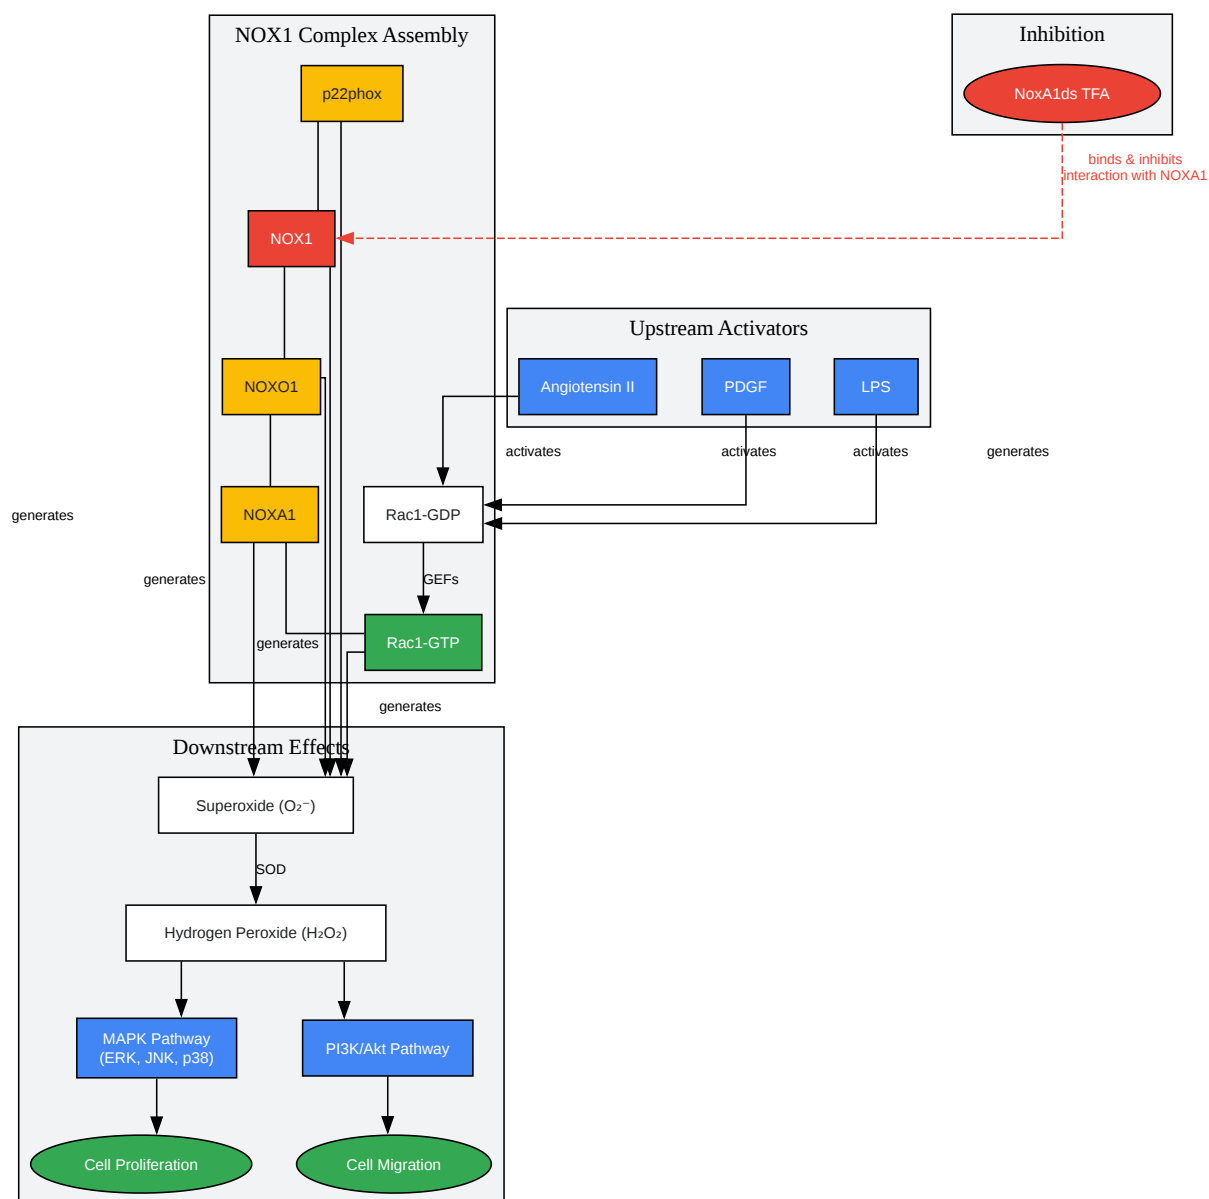 NOX1 Complex Assembly
Inhibition
p22phox
NoxA1ds TFA
binds & inhibits
interaction with NOXA1
NOX1
Upstream Activators
NOXO1
Angiotensin II
PDGF
LPS
activates
activates
activates
generates
generates
NOXA1
Rac1-GDP
generates
GEFs
generates
Rac1-GTP
generates
Downstream Effects
Superoxide (O₂⁻)
SOD
Hydrogen Peroxide (H₂O₂)
MAPK Pathway
(ERK, JNK, p38)
PI3K/Akt Pathway
Cell Proliferation
Cell Migration